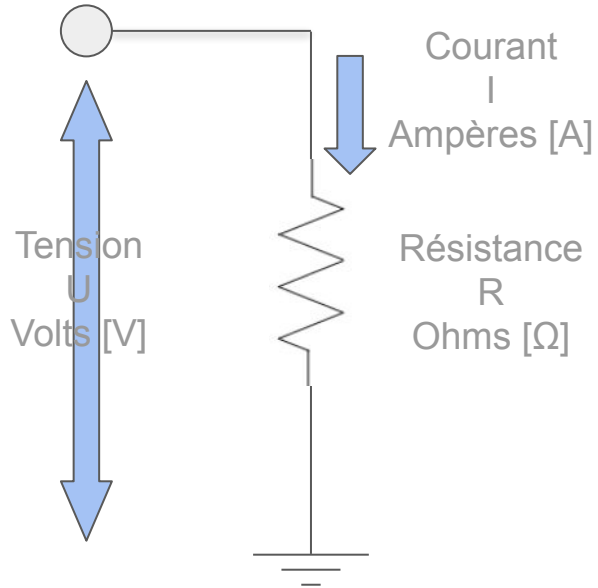 Courant
I
Ampères [A]
Tension
U
Volts [V]
Résistance
R
Ohms [Ω]